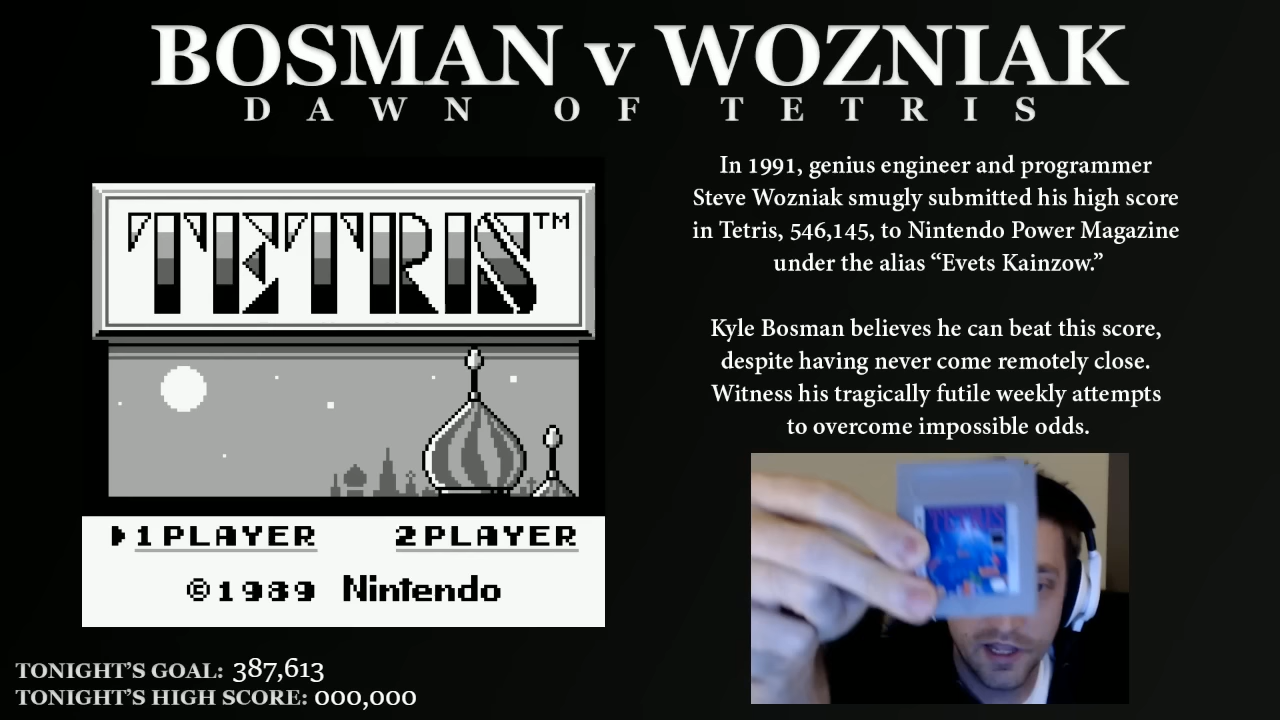 BOSMAN v WOZNIAK
DAWN OF TETRIS
In 1991, genius engineer and programmer
Steve Wozniak smugly submitted his high score
in Tetris, 546,145, to Nintendo Power Magazine
under the alias “Evets Kainzow.”
Kyle Bosman believes he can beat this score,
despite having never come remotely close.
Witness his tragically futile weekly attempts
to overcome impossible odds.
TETRIS™
1PLAYER 2PLAYER
©1989 Nintendo
TETRIS
TONIGHT'S GOAL: 387,613
TONIGHT'S HIGH SCORE: 000,000